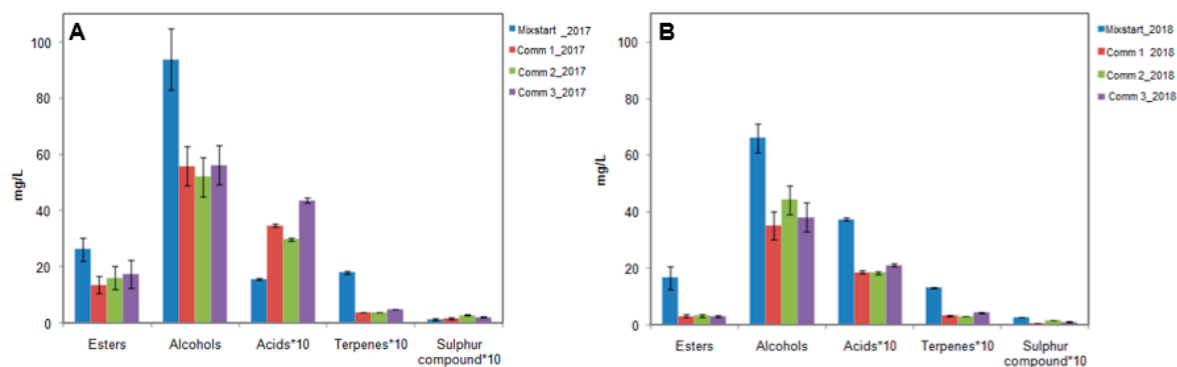 A
Mixstart _2017
Comm 1_2017
Comm 2_2017
Comm 3_2017
100
80
60
40
20
0
mg/L
Esters
Alcohols
Acids*10
Terpenes*10
Sulphur
compound*10
B
Mixstart_2018
Comm 1 2018
Comm 2_2018
Comm 3_2018
100
80
60
40
20
0
mg/L
Esters
Alcohols
Acids*10
Terpenes*10
Sulphur
compound*10